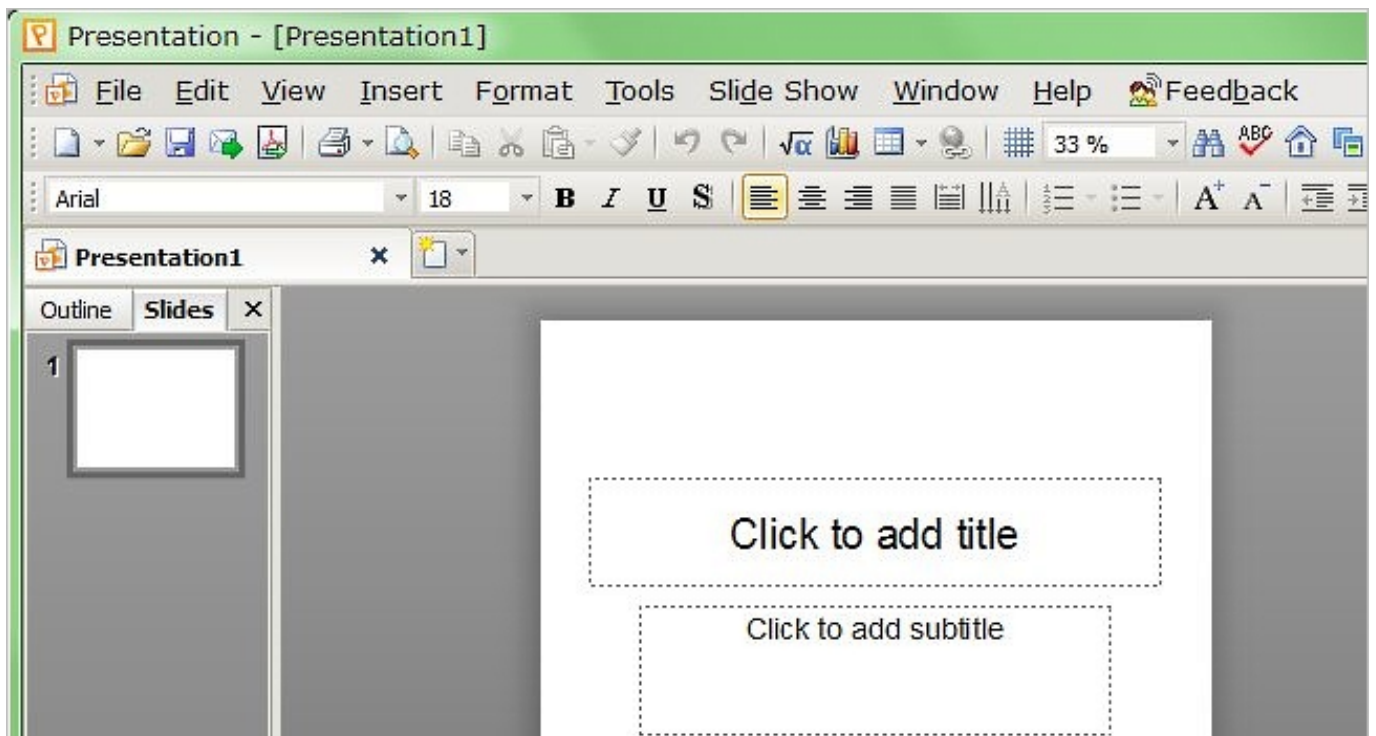 Presentation - [Presentation1]
File Edit View Insert Format Tools Slide Show Window Help Feedback
√α 33 % ABC
Arial 18 B I U S A+ A-
Presentation1
Outline Slides X
1
Click to add title
Click to add subtitle